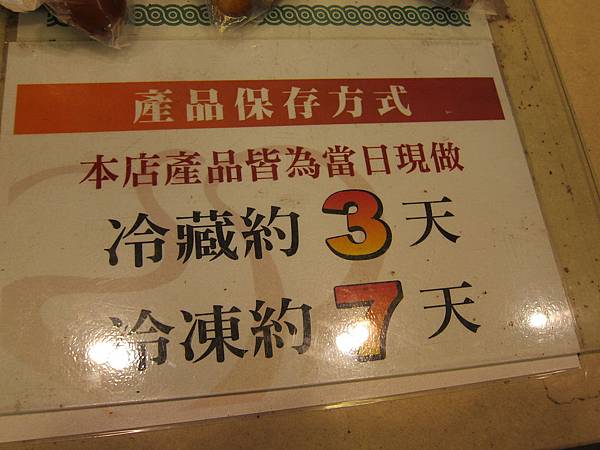 產品保存方式
本店產品皆為當日現做
冷藏約3天
冷凍約7天